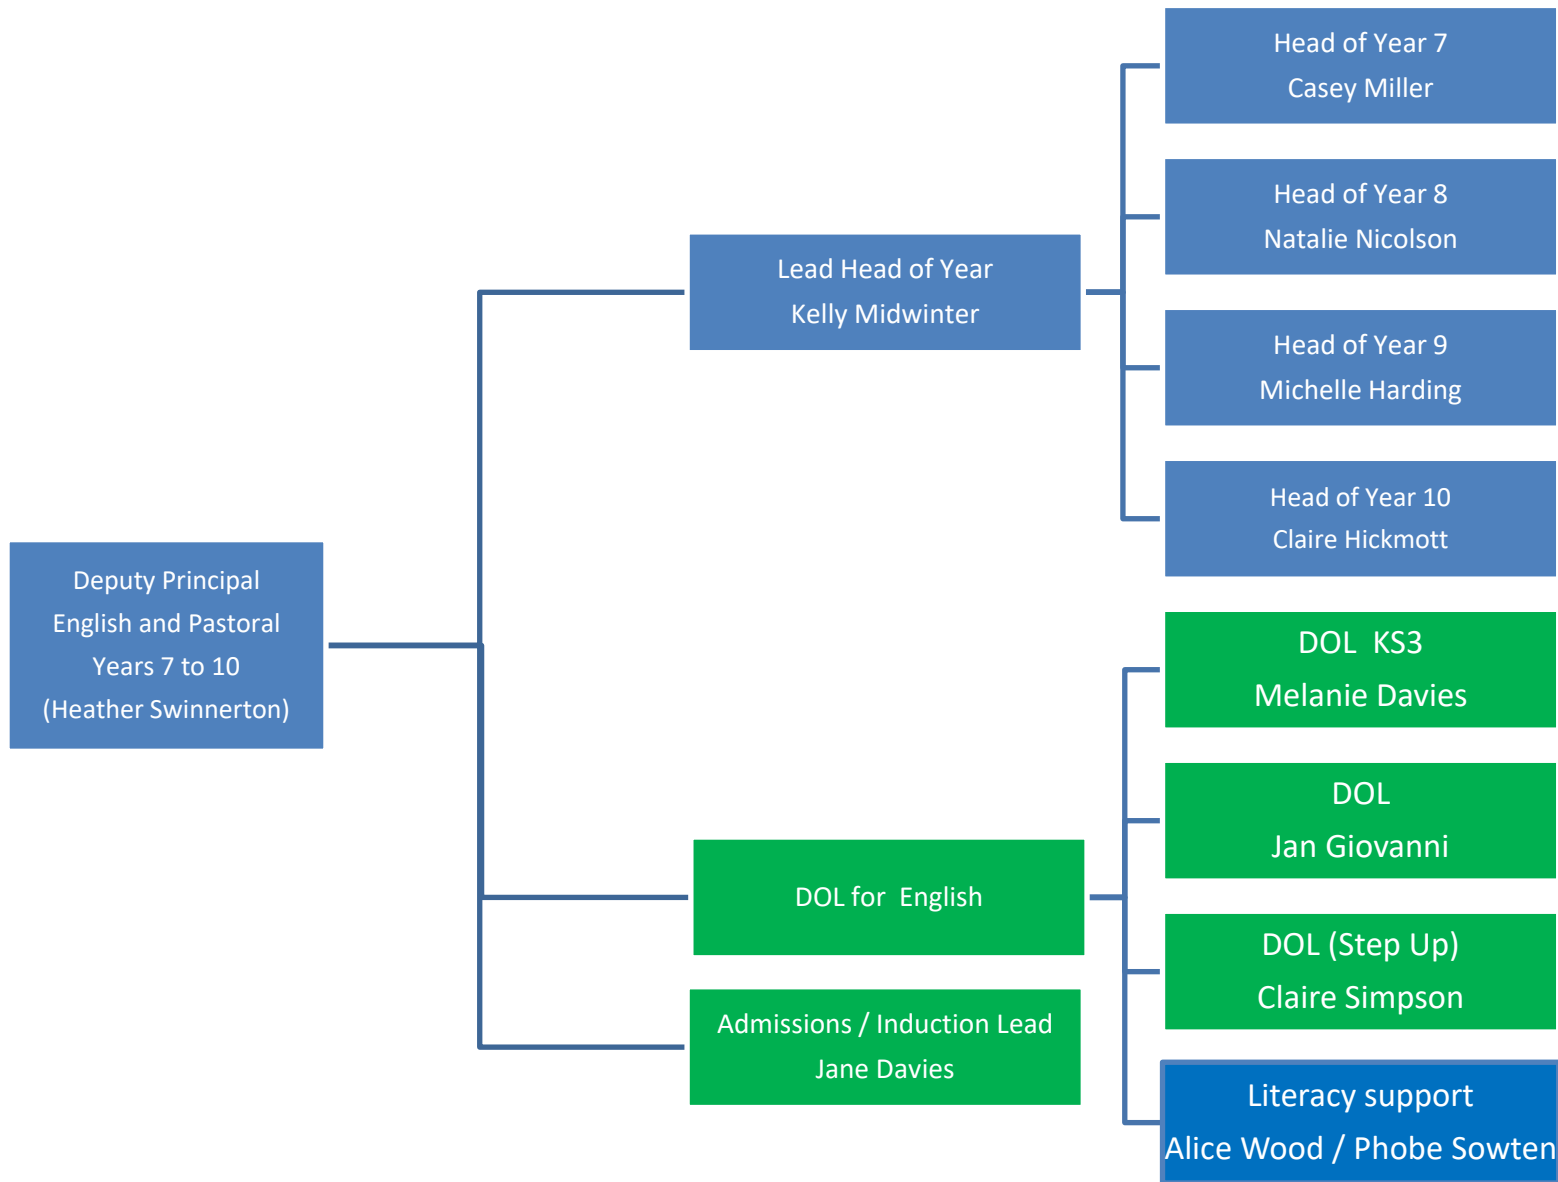 Head of Year 7
Casey Miller
Head of Year 8
Natalie Nicolson
Lead Head of Year
Kelly Midwinter
Head of Year 9
Michelle Harding
Head of Year 10
Claire Hickmott
Deputy Principal
English and Pastoral
Years 7 to 10
(Heather Swinnerton)
DOL KS3
Melanie Davies
DOL
Jan Giovanni
DOL for English
DOL (Step Up)
Claire Simpson
Admissions / Induction Lead
Jane Davies
Literacy support
Alice Wood / Phobe Sowten